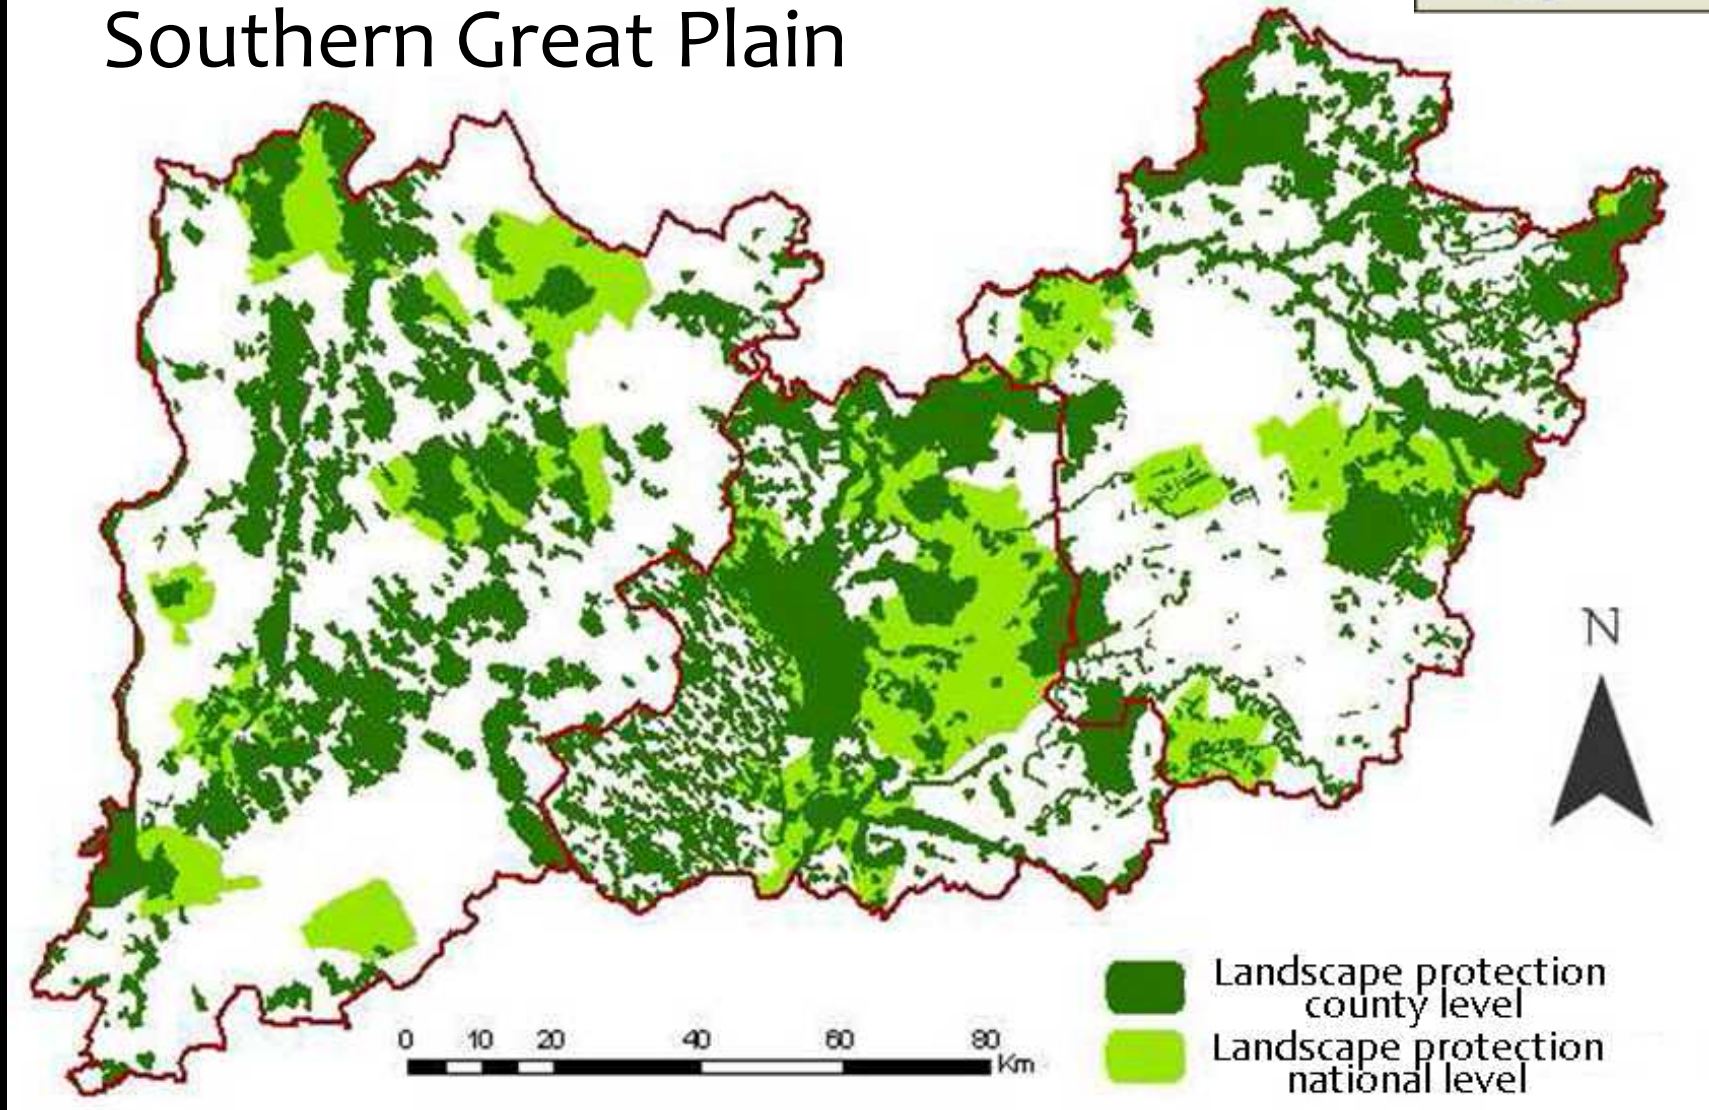 Southern Great Plain
N
0 10 20 40 60 80
Km
Landscape protection
county level
Landscape protection
national level